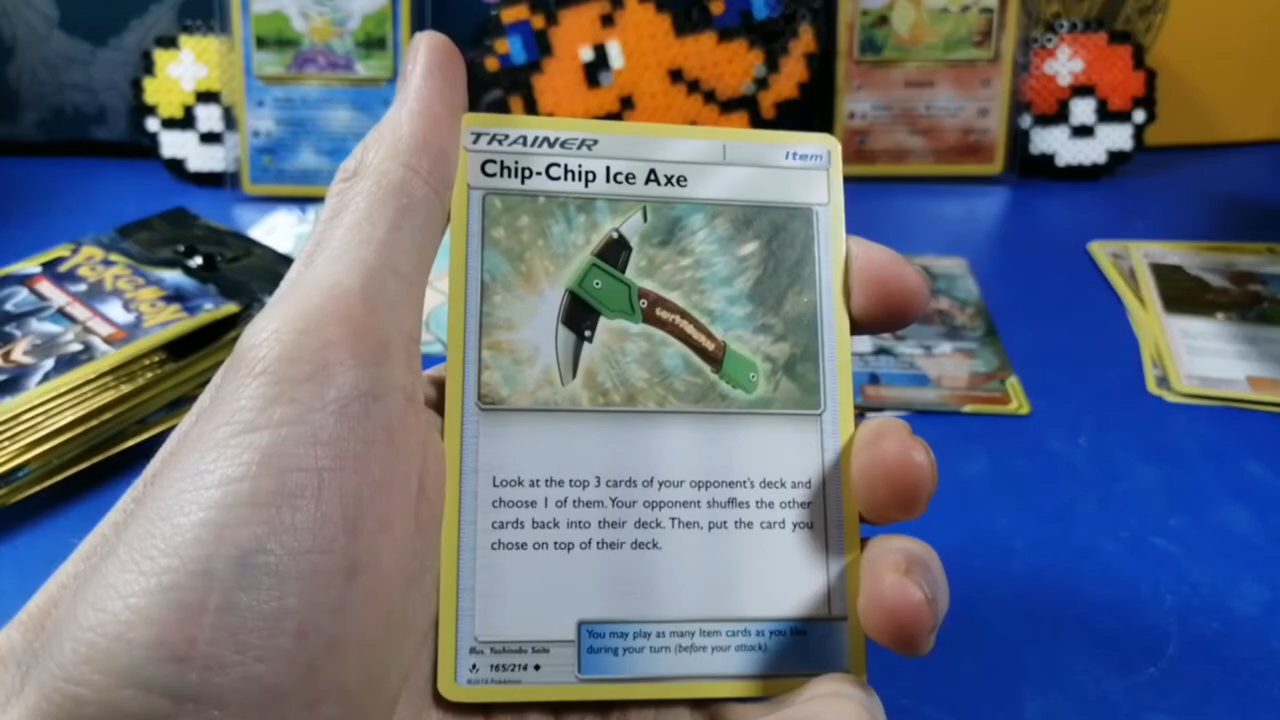 TRAINER
Item
Chip-Chip Ice Axe
Look at the top 3 cards of your opponent's deck and
choose 1 of them. Your opponent shuffles the other
cards back into their deck. Then, put the card you
chose on top of their deck.
You may play as many Item cards as you like
during your turn (before your attack).
Illus. Yoshinobu Saito
165/214
©2019 Pokémon
POKéMON